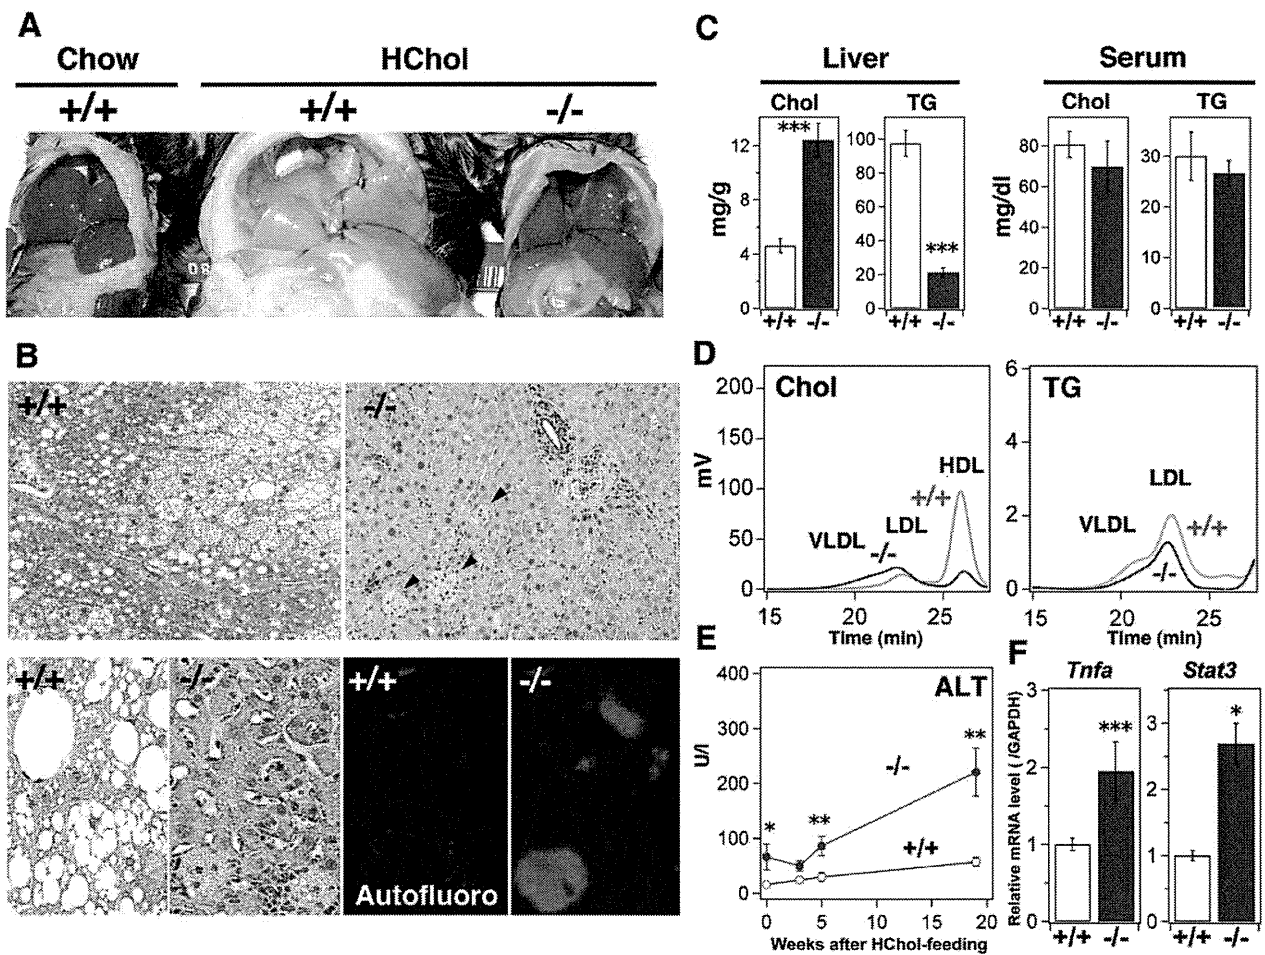 A
Chow HChol
+/+ +/+ -/-
B
+/+ -/-
+/+ -/- +/+ -/-
Autofluoro
C
Liver Serum
Chol TG Chol TG
*** ***
mg/g mg/dl
12
8
4
0
100
80
60
40
20
0
80
60
40
20
0
30
20
10
0
+/+ -/- +/+ -/- +/+ -/- +/+ -/-
D
Chol
mV
200
150
100
50
0
HDL
+/+
LDL
VLDL
-/-
15 20 25
Time (min)
TG
6
4
2
0
LDL
VLDL +/+
-/-
15 20 25
Time (min)
E
ALT
U/l
400
300
200
100
0
* ** **
-/-
+/+
0 5 10 15 20
Weeks after HChol-feeding
F
Tnfa Stat3
Relative mRNA level ( /GAPDH)
3
2
1
0
***
+/+ -/-
3
2
1
0
*
+/+ -/-